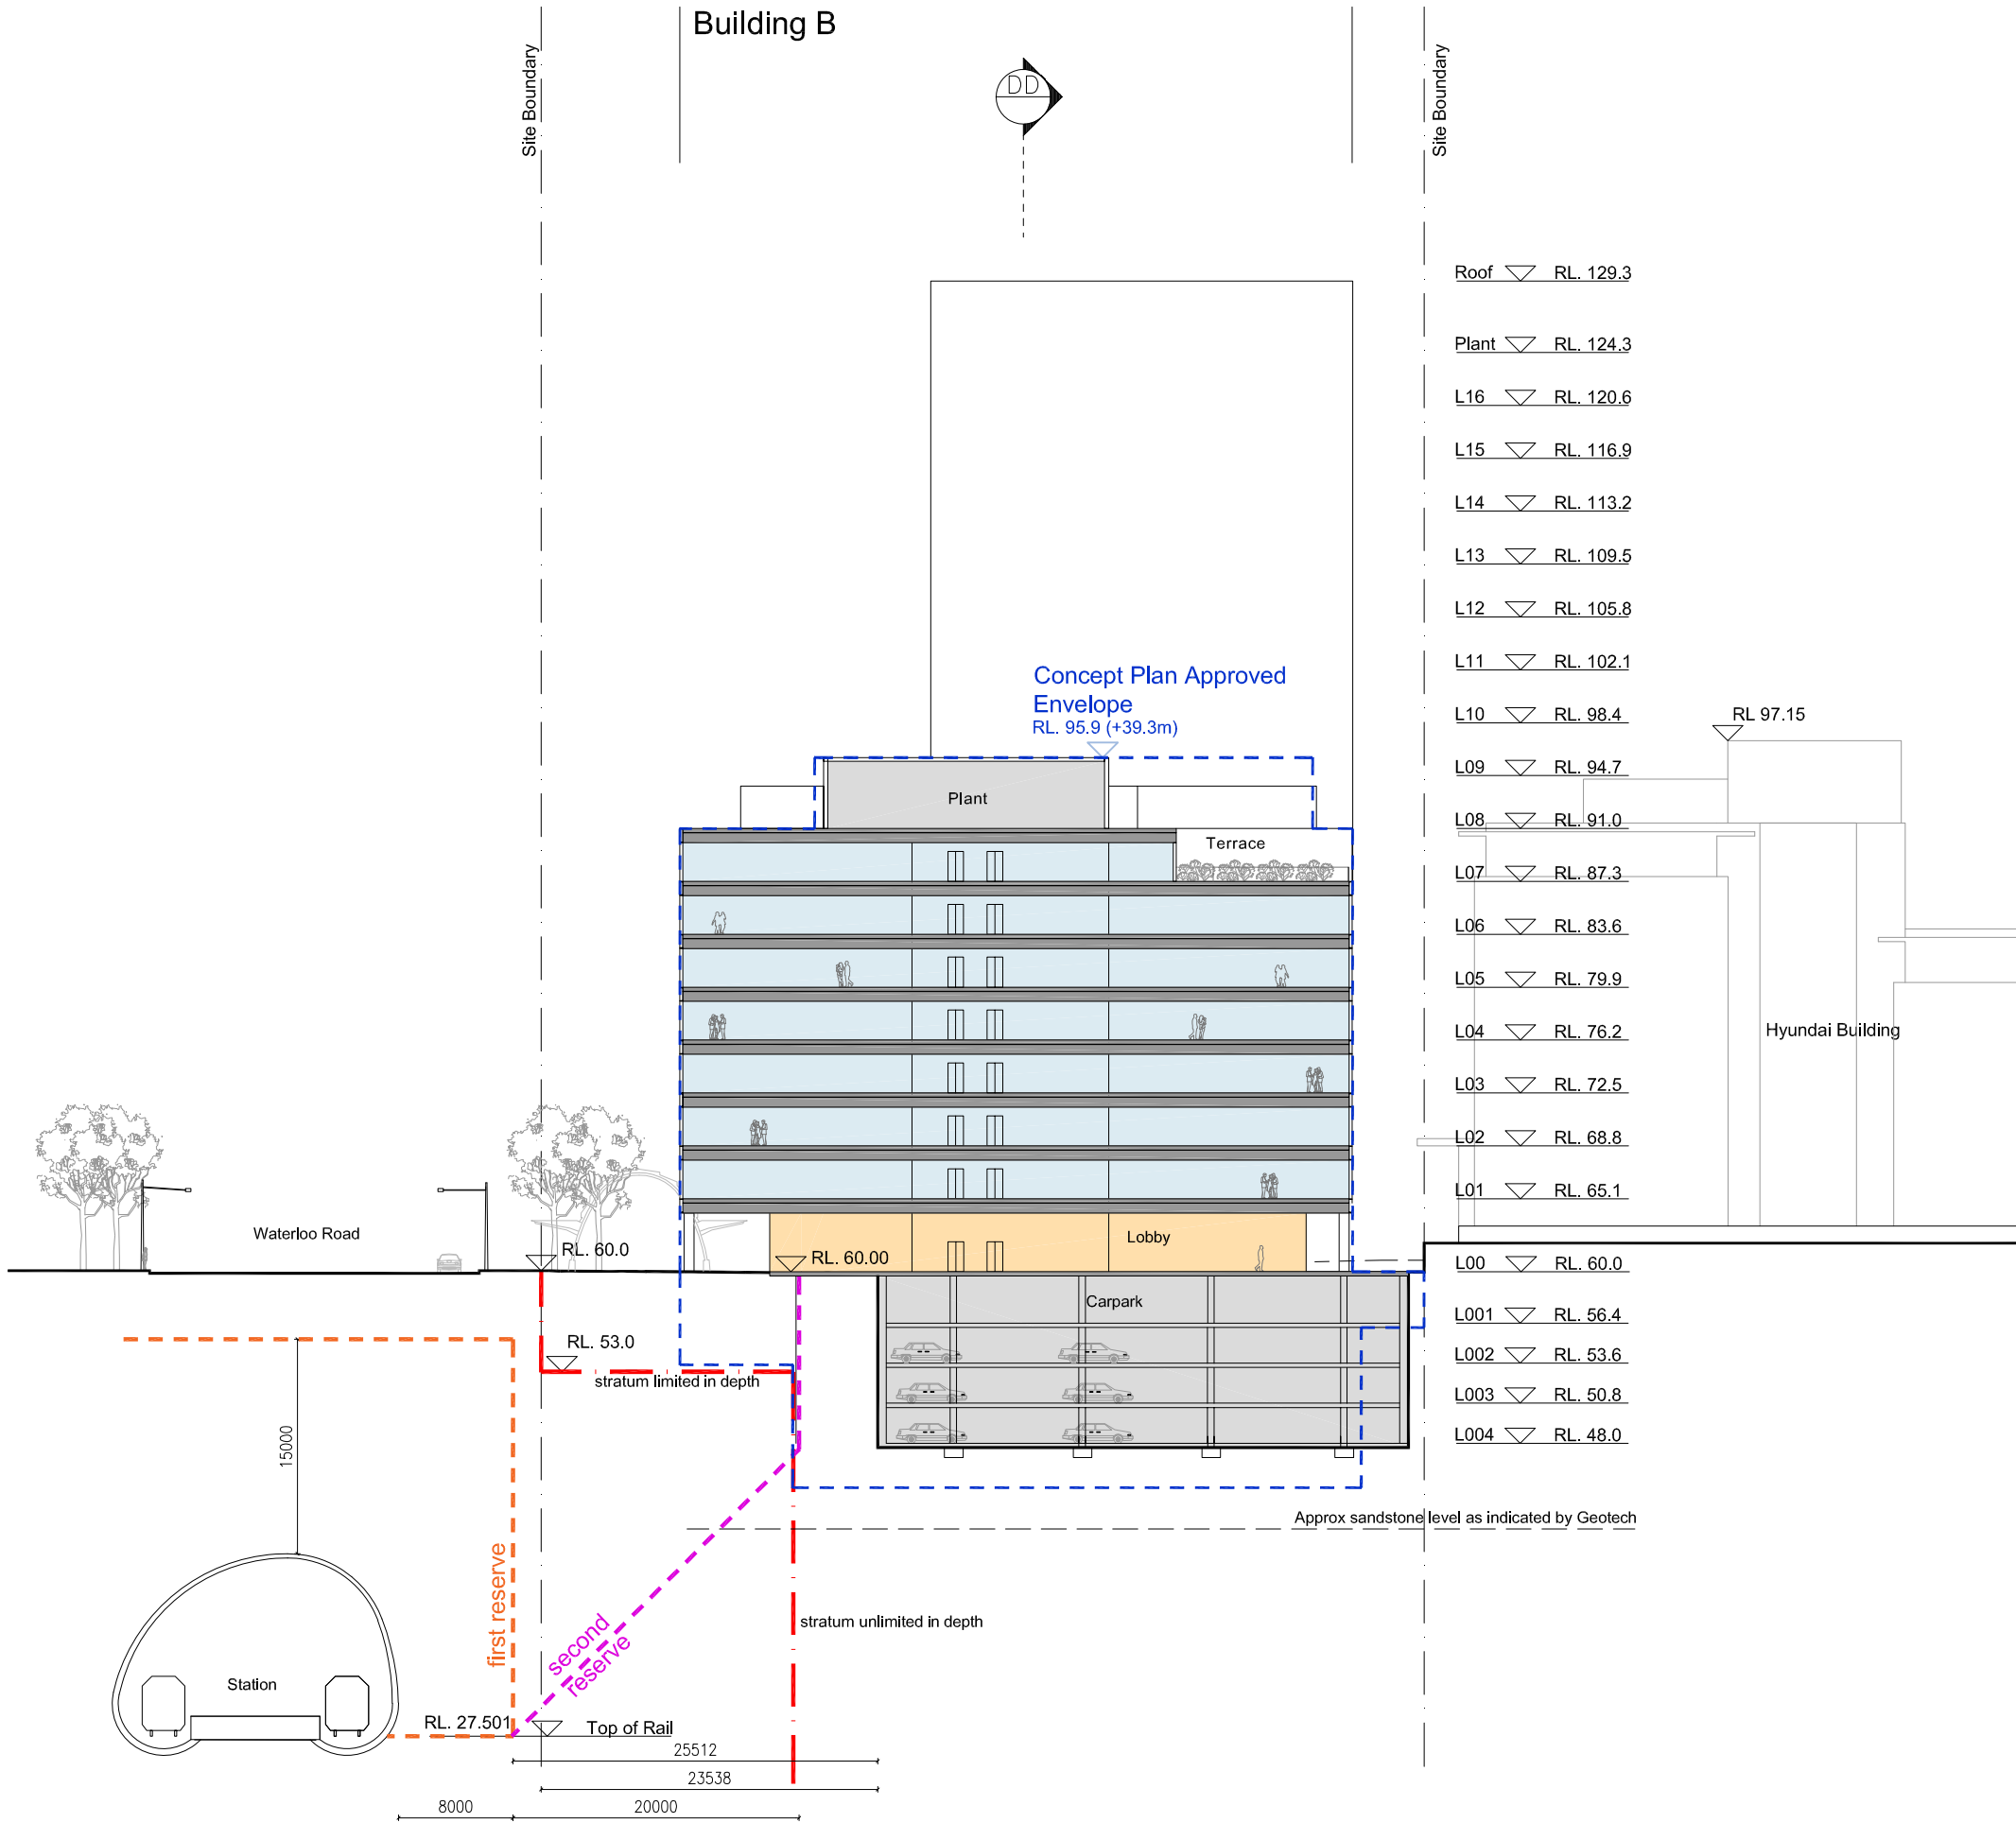 Building B
Site Boundary
DD
Site Boundary
Roof RL. 129.3
Plant RL. 124.3
L16 RL. 120.6
L15 RL. 116.9
L14 RL. 113.2
L13 RL. 109.5
L12 RL. 105.8
L11 RL. 102.1
L10 RL. 98.4
L09 RL. 94.7
L08 RL. 91.0
L07 RL. 87.3
L06 RL. 83.6
L05 RL. 79.9
L04 RL. 76.2
L03 RL. 72.5
L02 RL. 68.8
L01 RL. 65.1
L00 RL. 60.0
L001 RL. 56.4
L002 RL. 53.6
L003 RL. 50.8
L004 RL. 48.0
Concept Plan Approved
Envelope
RL. 95.9 (+39.3m)
RL 97.15
Plant
Terrace
Hyundai Building
Waterloo Road
RL. 60.0
RL. 60.00
Lobby
Carpark
RL. 53.0
stratum limited in depth
15000
Approx sandstone level as indicated by Geotech
first reserve
second
reserve
stratum unlimited in depth
Station
RL. 27.501
Top of Rail
25512
23538
8000
20000